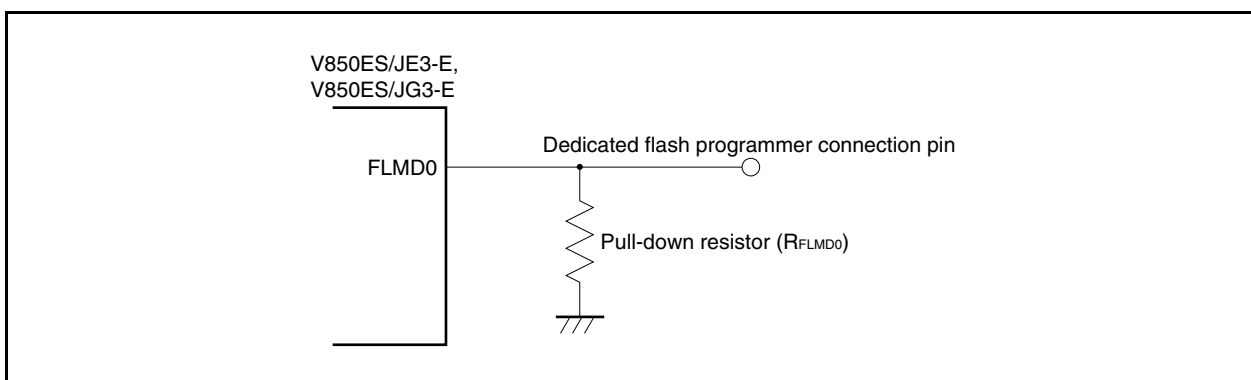 V850ES/JE3-E,
V850ES/JG3-E
Dedicated flash programmer connection pin
FLMD0
Pull-down resistor (RFLMD0)